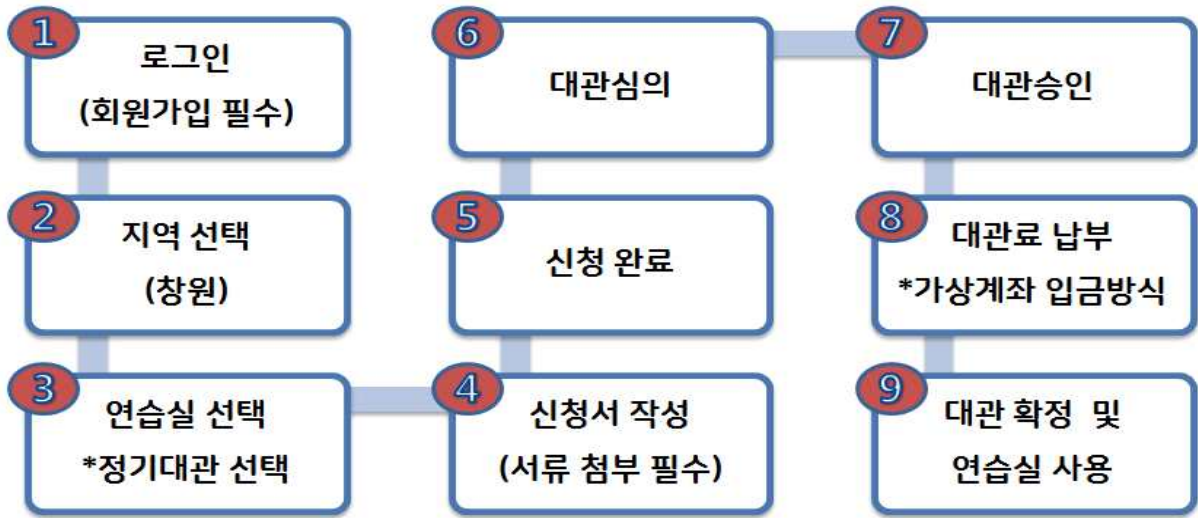 1
로그인
(회원가입 필수)
2
지역 선택
(창원)
3
연습실 선택
*정기대관 선택
4
신청서 작성
(서류 첨부 필수)
5
신청 완료
6
대관심의
7
대관승인
8
대관료 납부
*가상계좌 입금방식
9
대관 확정 및
연습실 사용